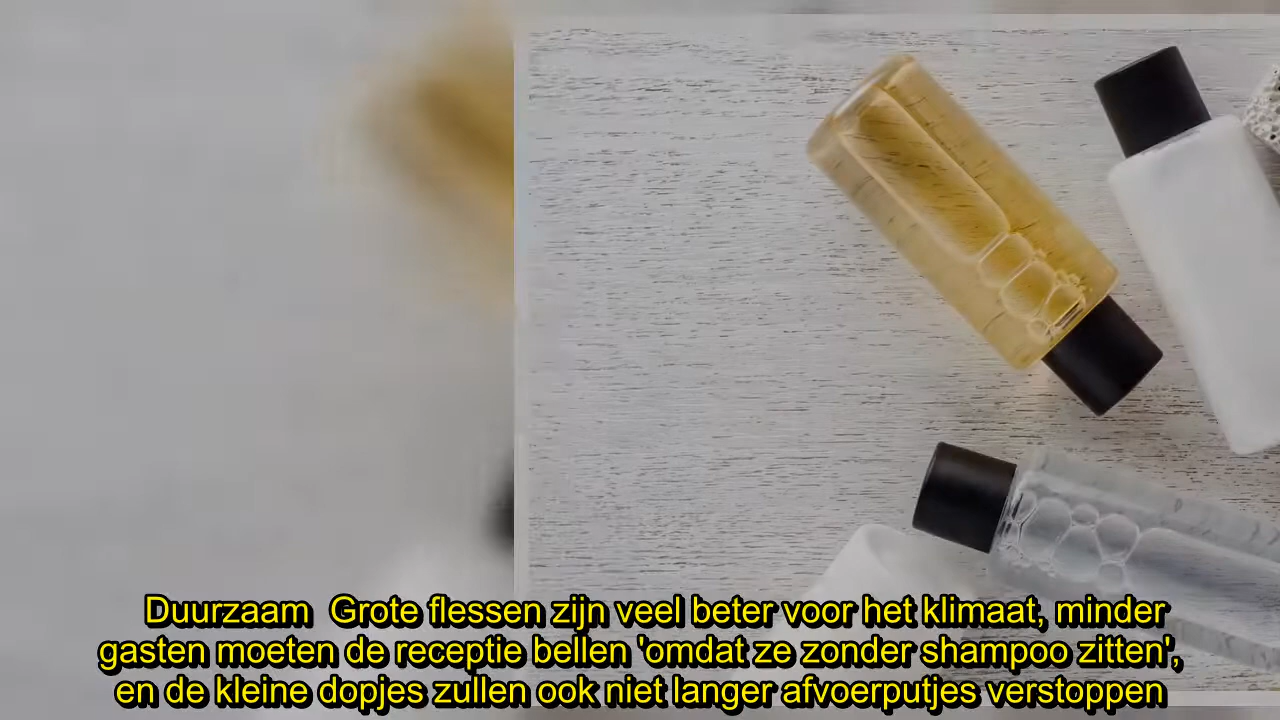 Duurzaam  Grote flessen zijn veel beter voor het klimaat, minder
gasten moeten de receptie bellen 'omdat ze zonder shampoo zitten',
en de kleine dopjes zullen ook niet langer afvoerputjes verstoppen